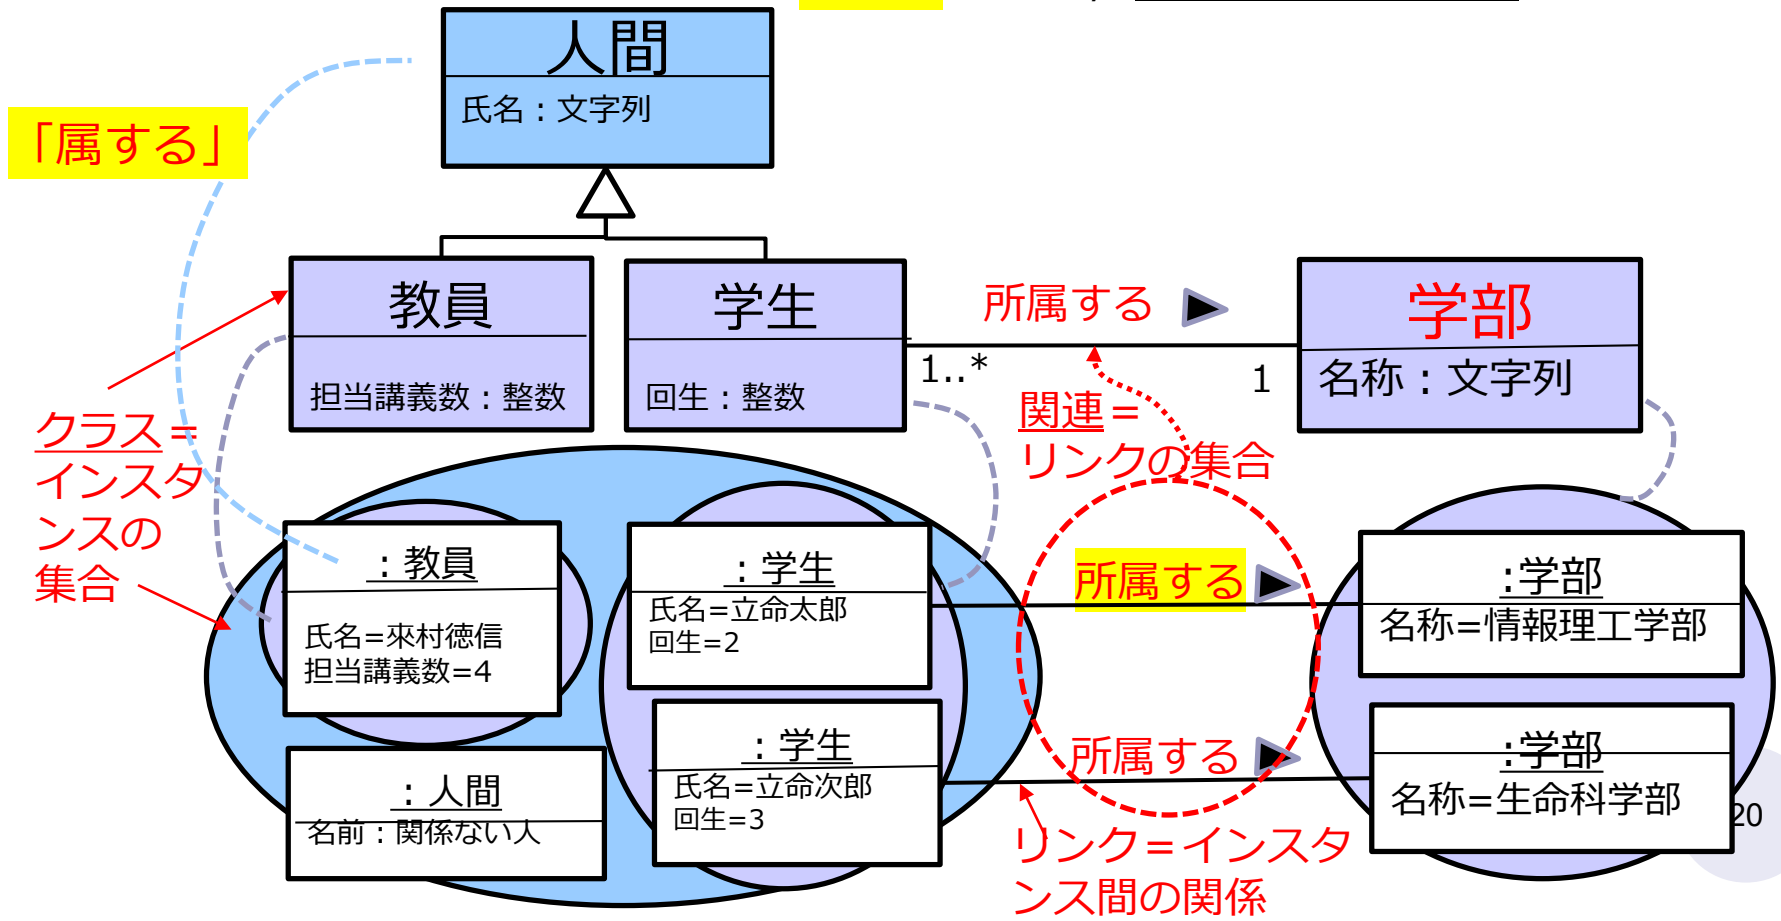 人間
氏名：文字列
「属する」
教員
担当講義数：整数
学生
回生：整数
所属する
1..*
1
学部
名称：文字列
クラス＝
インスタ
ンスの
集合
関連＝
リンクの集合
：教員
氏名=來村徳信
担当講義数=4
：学生
氏名=立命太郎
回生=2
所属する
:学部
名称=情報理工学部
：人間
名前：関係ない人
：学生
氏名=立命次郎
回生=3
所属する
:学部
名称=生命科学部
リンク＝インスタ
ンス間の関係
20